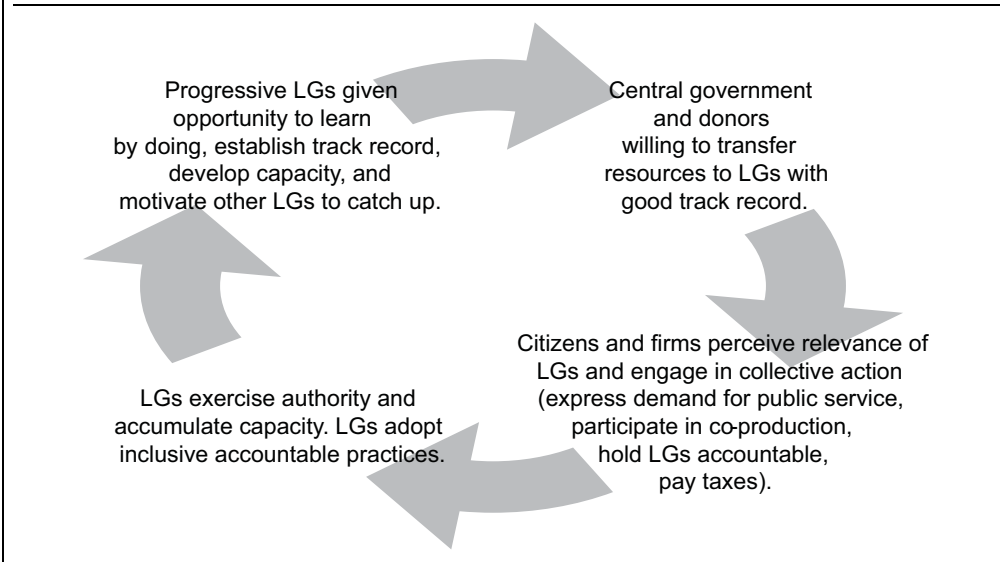 Progressive LGs given
opportunity to learn
by doing, establish track record,
develop capacity, and
motivate other LGs to catch up.
Central government
and donors
willing to transfer
resources to LGs with
good track record.
Citizens and firms perceive relevance of
LGs and engage in collective action
(express demand for public service,
participate in co-production,
hold LGs accountable,
pay taxes).
LGs exercise authority and
accumulate capacity. LGs adopt
inclusive accountable practices.